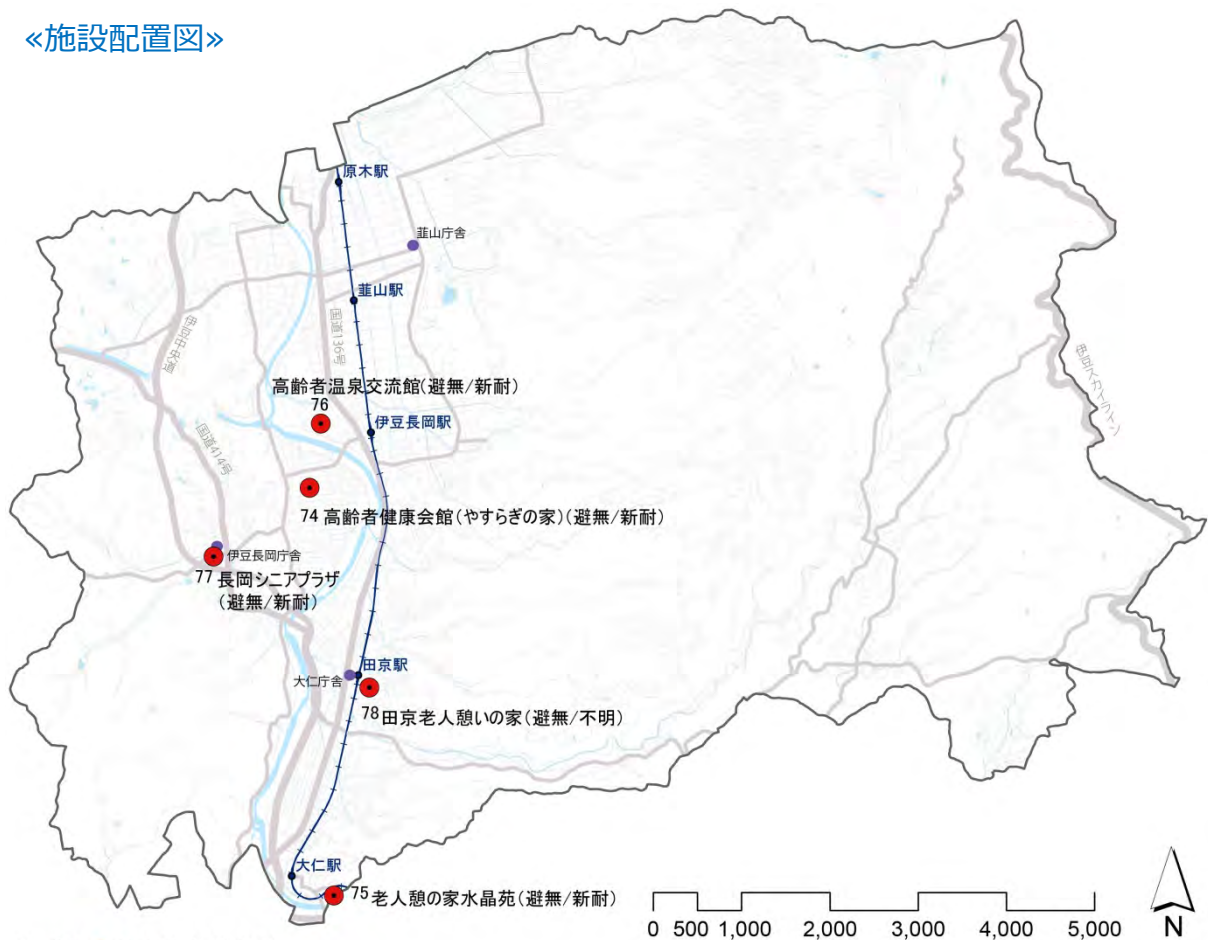 «施設配置図»
原木駅
韮山庁舎
韮山駅
国道136号
伊豆中央道
伊豆スカイライン
高齢者温泉交流館(避無/新耐)
76
伊豆長岡駅
国道414号
74 高齢者健康会館(やすらぎの家)(避無/新耐)
伊豆長岡庁舎
77 長岡シニアプラザ
(避無/新耐)
田京駅
大仁庁舎
78 田京老人憩いの家(避無/不明)
大仁駅
75 老人憩の家水晶苑(避無/新耐)
0 500 1,000 2,000 3,000 4,000 5,000
N